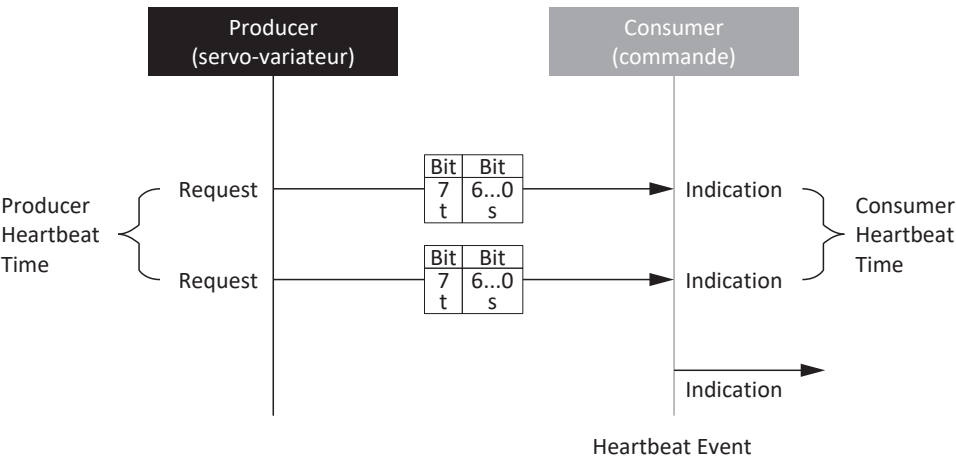 Producer
(servo-variateur)
Consumer
(commande)
Bit Bit
7 6...0
t s
Request
Indication
Producer
Heartbeat
Time
Consumer
Heartbeat
Time
Bit Bit
7 6...0
t s
Request
Indication
Indication
Heartbeat Event